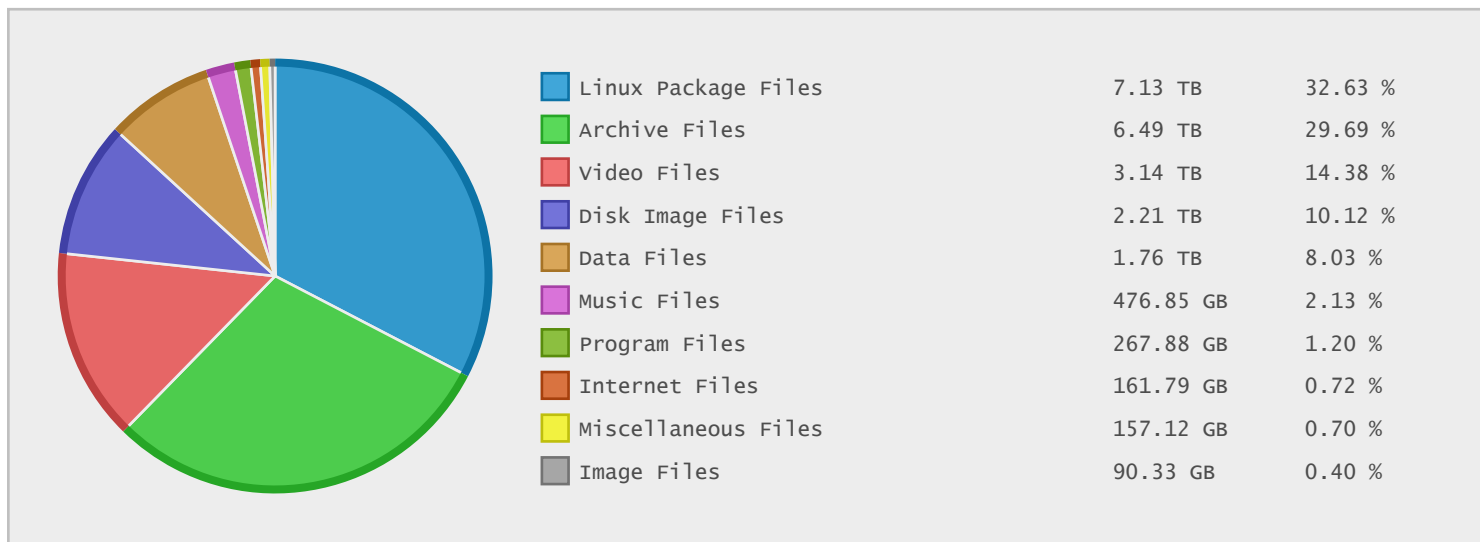 Linux Package Files 7.13 TB 32.63 %
Archive Files 6.49 TB 29.69 %
Video Files 3.14 TB 14.38 %
Disk Image Files 2.21 TB 10.12 %
Data Files 1.76 TB 8.03 %
Music Files 476.85 GB 2.13 %
Program Files 267.88 GB 1.20 %
Internet Files 161.79 GB 0.72 %
Miscellaneous Files 157.12 GB 0.70 %
Image Files 90.33 GB 0.40 %